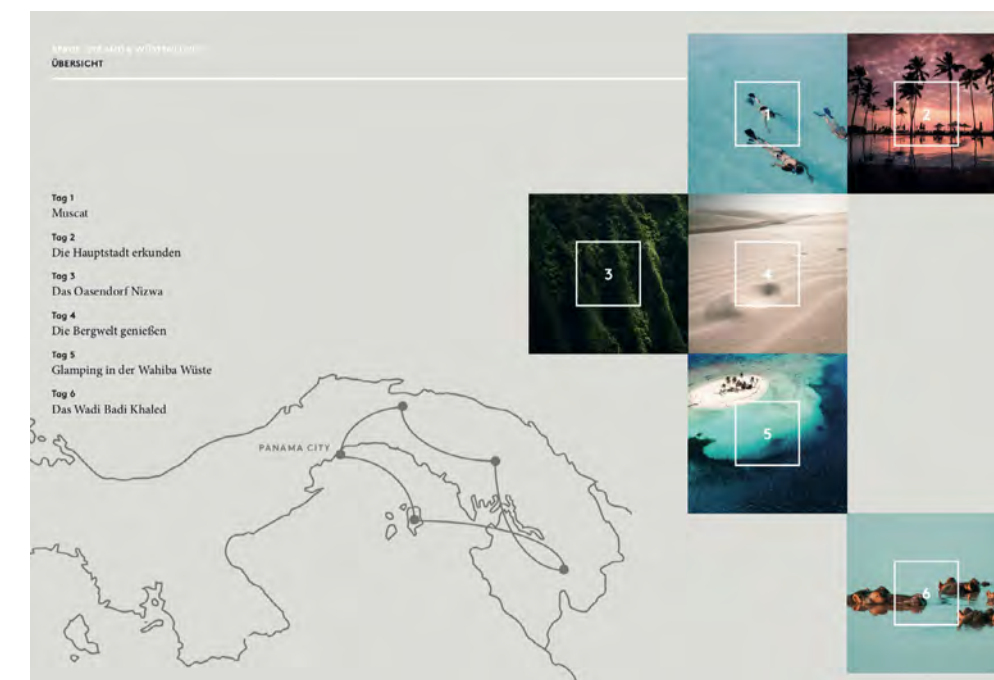 ÜBERSICHT
Tag 1
Muscat
Tag 2
Die Hauptstadt erkunden
Tag 3
Das Oasendorf Nizwa
Tag 4
Die Bergwelt genießen
Tag 5
Glamping in der Wahiba Wüste
Tag 6
Das Wadi Badi Khaled
PANAMA CITY
1
2
3
4
5
6